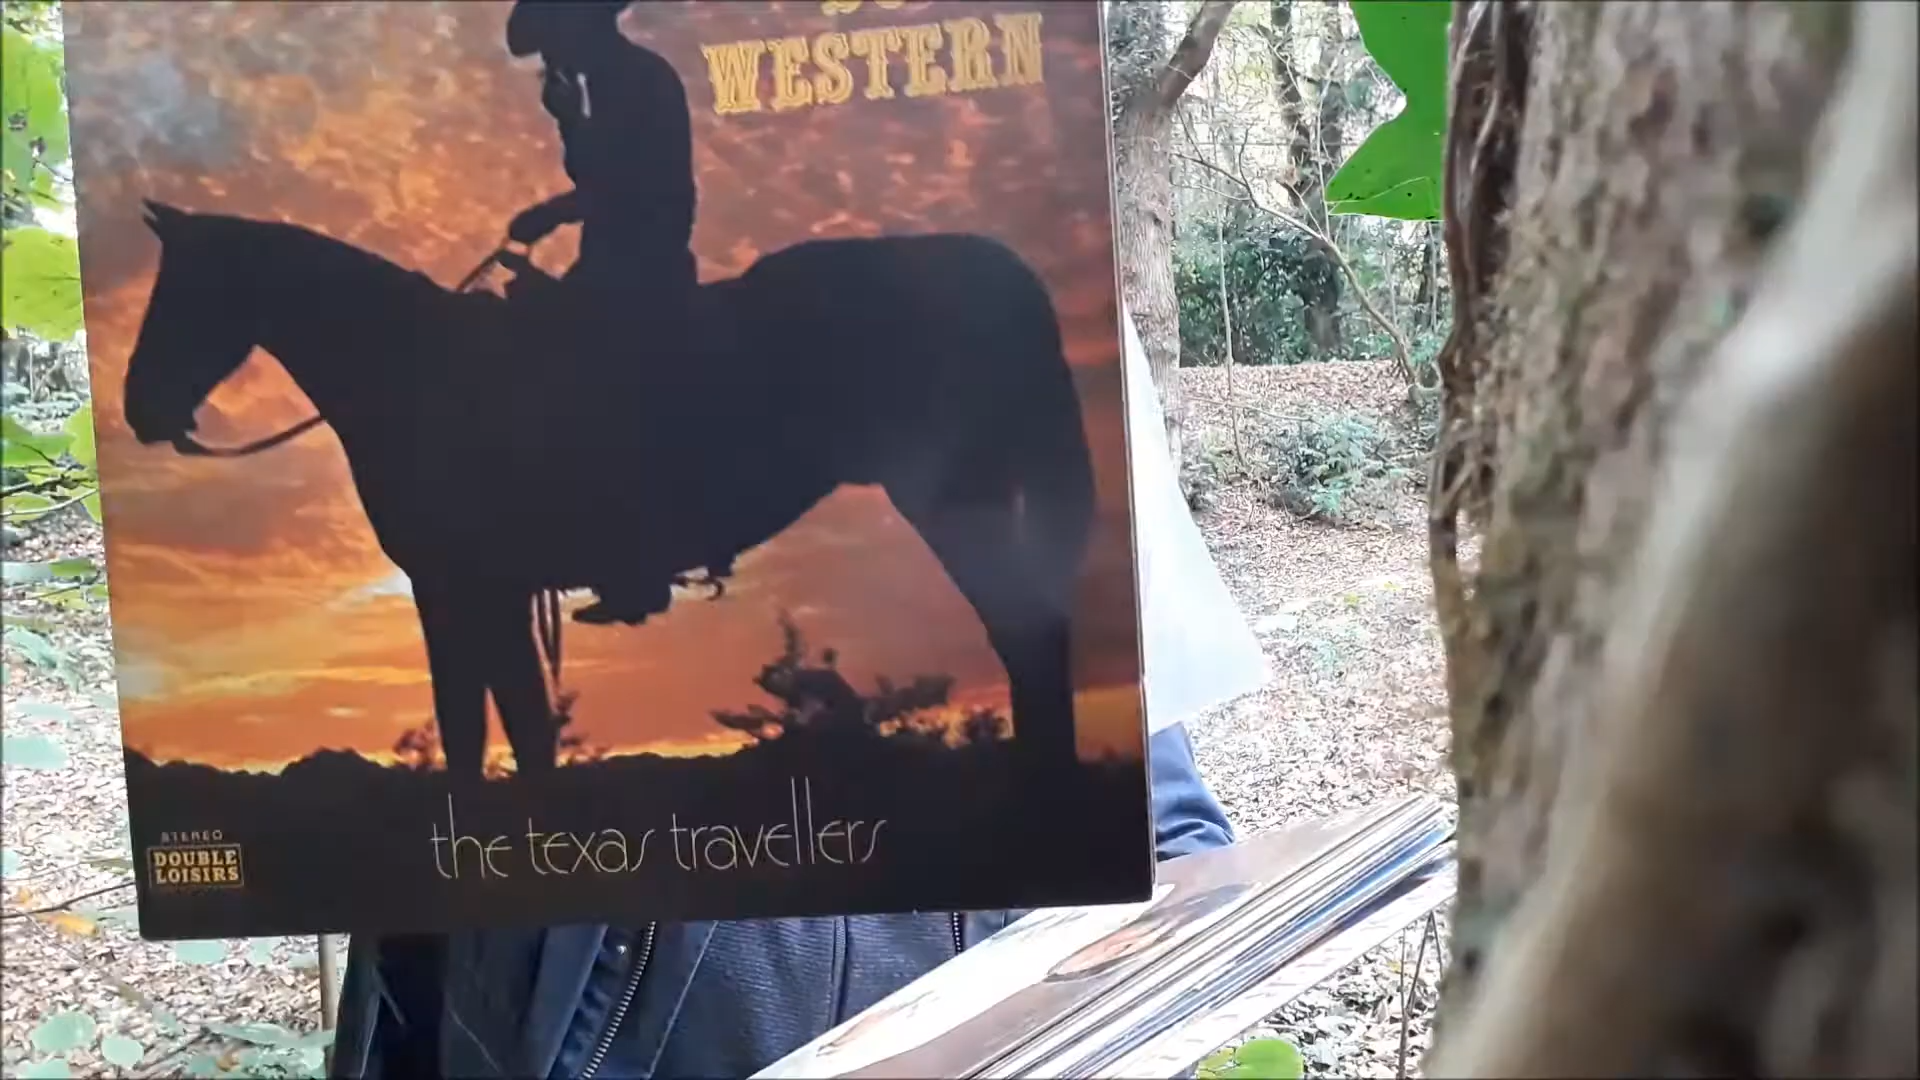 WESTERN
the texas travellers
STEREO
DOUBLE
LOISIRS